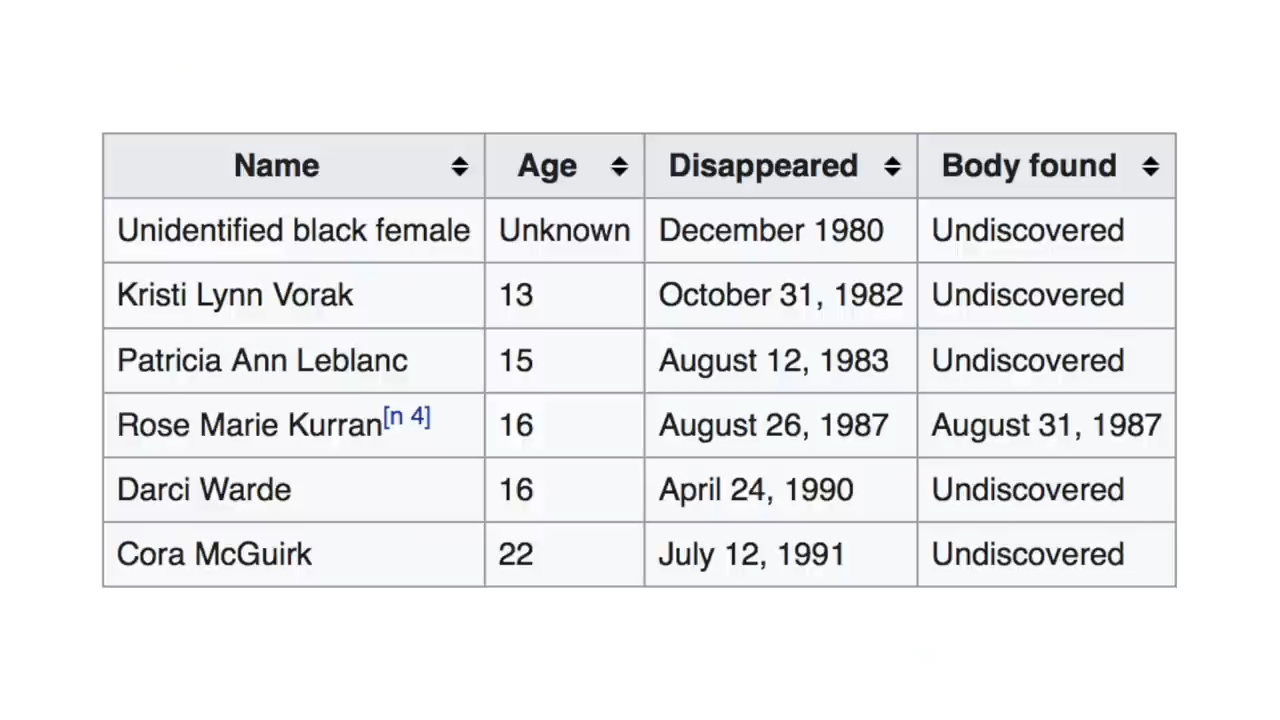 Name Age Disappeared Body found
Unidentified black female Unknown December 1980 Undiscovered
Kristi Lynn Vorak 13 October 31, 1982 Undiscovered
Patricia Ann Leblanc 15 August 12, 1983 Undiscovered
Rose Marie Kurran[n 4] 16 August 26, 1987 August 31, 1987
Darci Warde 16 April 24, 1990 Undiscovered
Cora McGuirk 22 July 12, 1991 Undiscovered